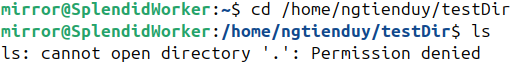 mirror@SplendidWorker:~$ cd /home/ngtienduy/testDir
mirror@SplendidWorker:/home/ngtienduy/testDir$ ls
ls: cannot open directory '.': Permission denied